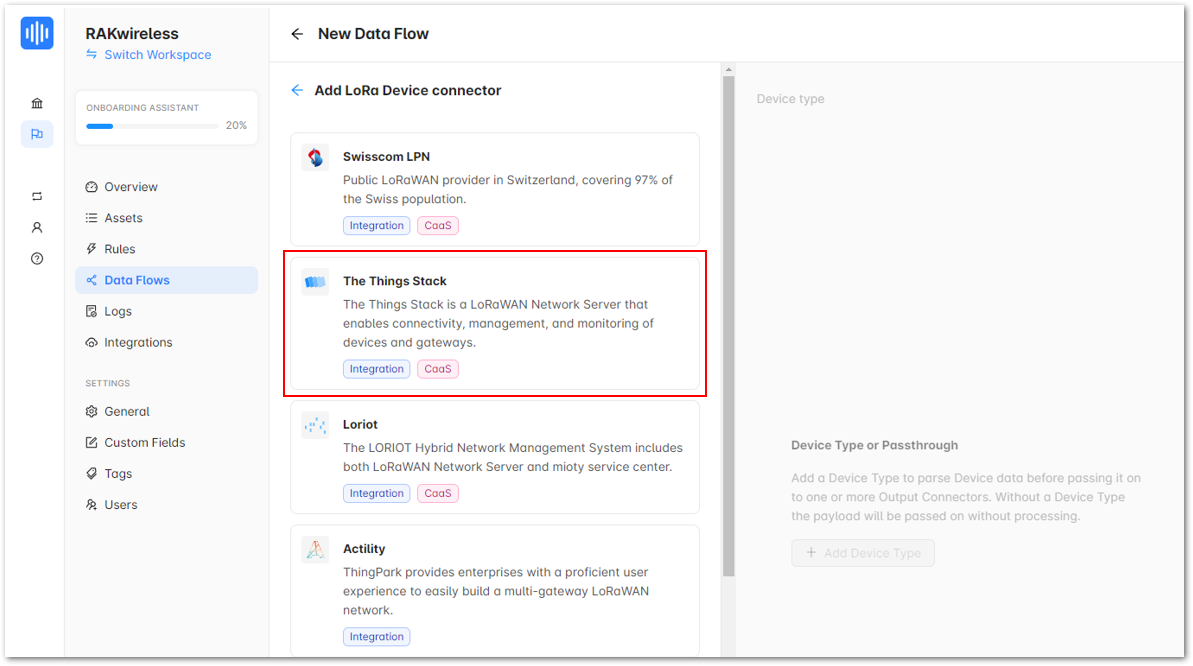 RAKwireless
Switch Workspace
ONBOARDING ASSISTANT
20%
Overview
Assets
Rules
Data Flows
Logs
Integrations
SETTINGS
General
Custom Fields
Tags
Users
New Data Flow
Add LoRa Device connector
Swisscom LPN
Public LoRaWAN provider in Switzerland, covering 97% of
the Swiss population.
Integration CaaS
The Things Stack
The Things Stack is a LoRaWAN Network Server that
enables connectivity, management, and monitoring of
devices and gateways.
Integration CaaS
Loriot
The LORIOT Hybrid Network Management System includes
both LoRaWAN Network Server and mioty service center.
Integration CaaS
Actility
ThingPark provides enterprises with a proficient user
experience to easily build a multi-gateway LoRaWAN
network.
Integration
Device type
Device Type or Passthrough
Add a Device Type to parse Device data before passing it on
to one or more Output Connectors. Without a Device Type
the payload will be passed on without processing.
+ Add Device Type